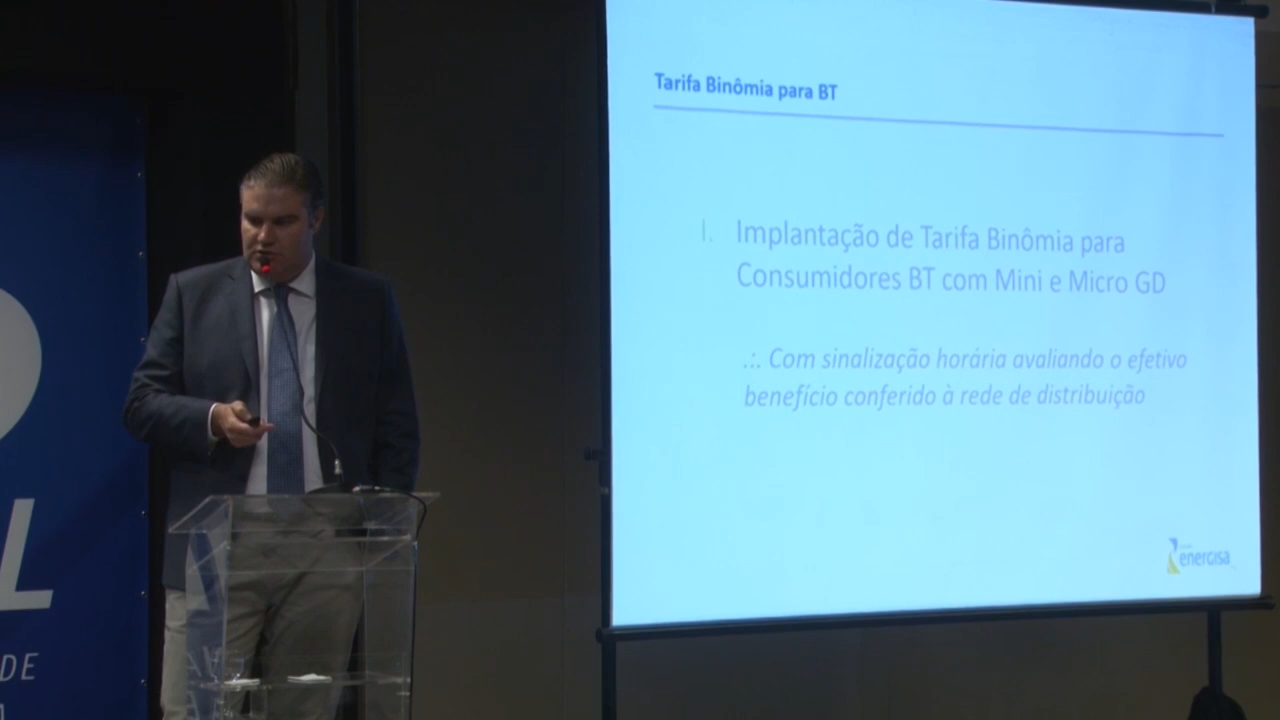 Tarifa Binômia para BT
I. Implantação de Tarifa Binômia para
Consumidores BT com Mini e Micro GD
.:. Com sinalização horária avaliando o efetivo
benefício conferido à rede de distribuição
energisa
L
DE